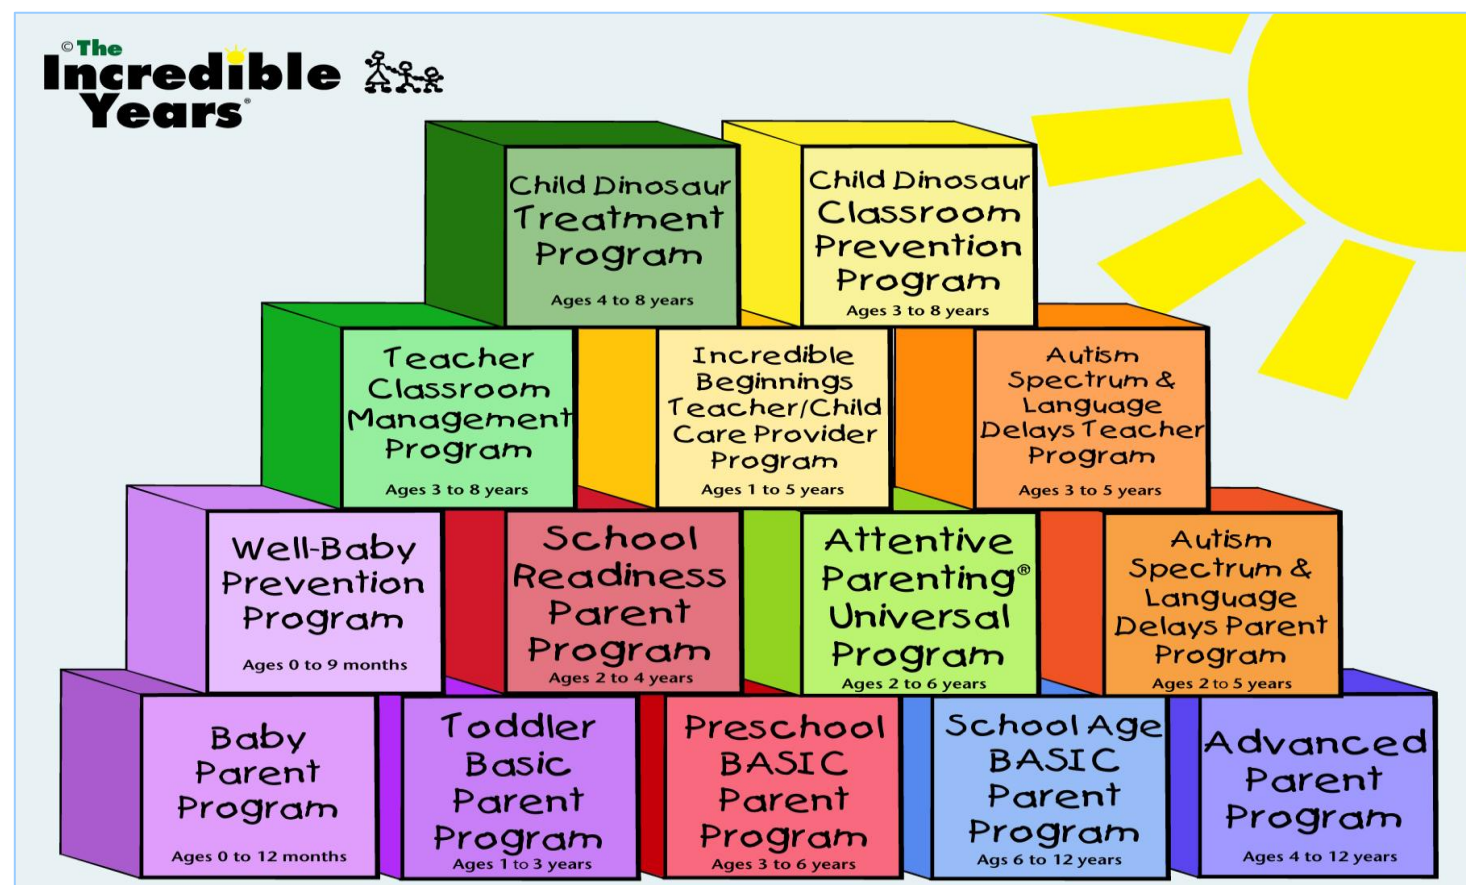 © The
Incredible
Years®
Child Dinosaur
Treatment
Program
Ages 4 to 8 years
Child Dinosaur
Classroom
Prevention
Program
Ages 3 to 8 years
Teacher
Classroom
Management
Program
Ages 3 to 8 years
Incredible
Beginnings
Teacher/Child
Care Provider
Program
Ages 1 to 5 years
Autism
Spectrum &
Language
Delays Teacher
Program
Ages 3 to 5 years
Well-Baby
Prevention
Program
Ages 0 to 9 months
School
Readiness
Parent
Program
Ages 2 to 4 years
Attentive
Parenting®
Universal
Program
Ages 2 to 6 years
Autism
Spectrum &
Language
Delays Parent
Program
Ages 2 to 5 years
Baby
Parent
Program
Ages 0 to 12 months
Toddler
Basic
Parent
Program
Ages 1 to 3 years
Preschool
BASIC
Parent
Program
Ages 3 to 6 years
School Age
BASIC
Parent
Program
Ags 6 to 12 years
Advanced
Parent
Program
Ages 4 to 12 years